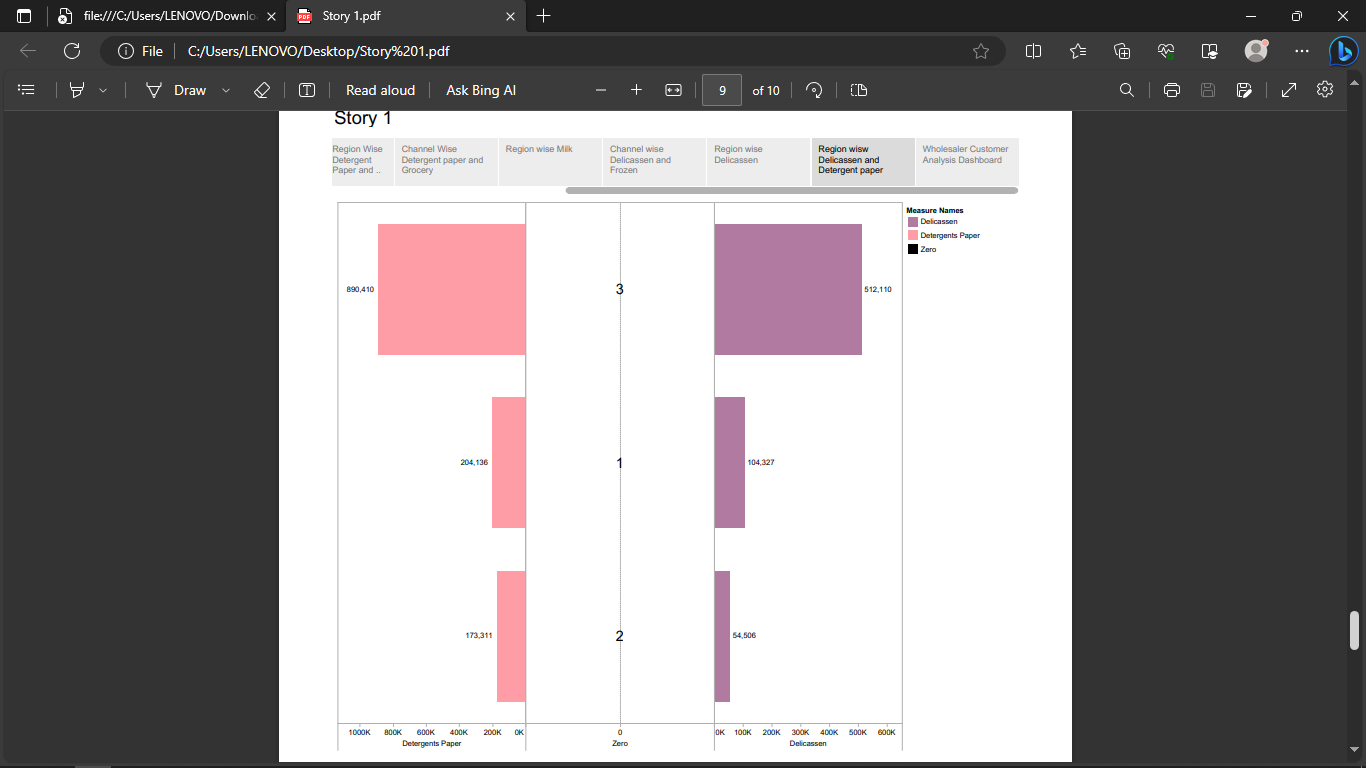 file:///C:/Users/LENOVO/Downlo
Story 1.pdf
File
C:/Users/LENOVO/Desktop/Story%201.pdf
Draw
Read aloud
Ask Bing AI
9
of 10
Story 1
Region Wise
Detergent
Paper and ..
Channel Wise
Detergent paper and
Grocery
Region wise Milk
Channel wise
Delicassen and
Frozen
Region wise
Delicassen
Region wisw
Delicassen and
Detergent paper
Wholesaler Customer
Analysis Dashboard
Measure Names
Delicassen
Detergents Paper
Zero
890,410
3
512,110
204,136
1
104,327
173,311
2
54,506
1000K 800K 600K 400K 200K 0K
Detergents Paper
0
Zero
0K 100K 200K 300K 400K 500K 600K
Delicassen